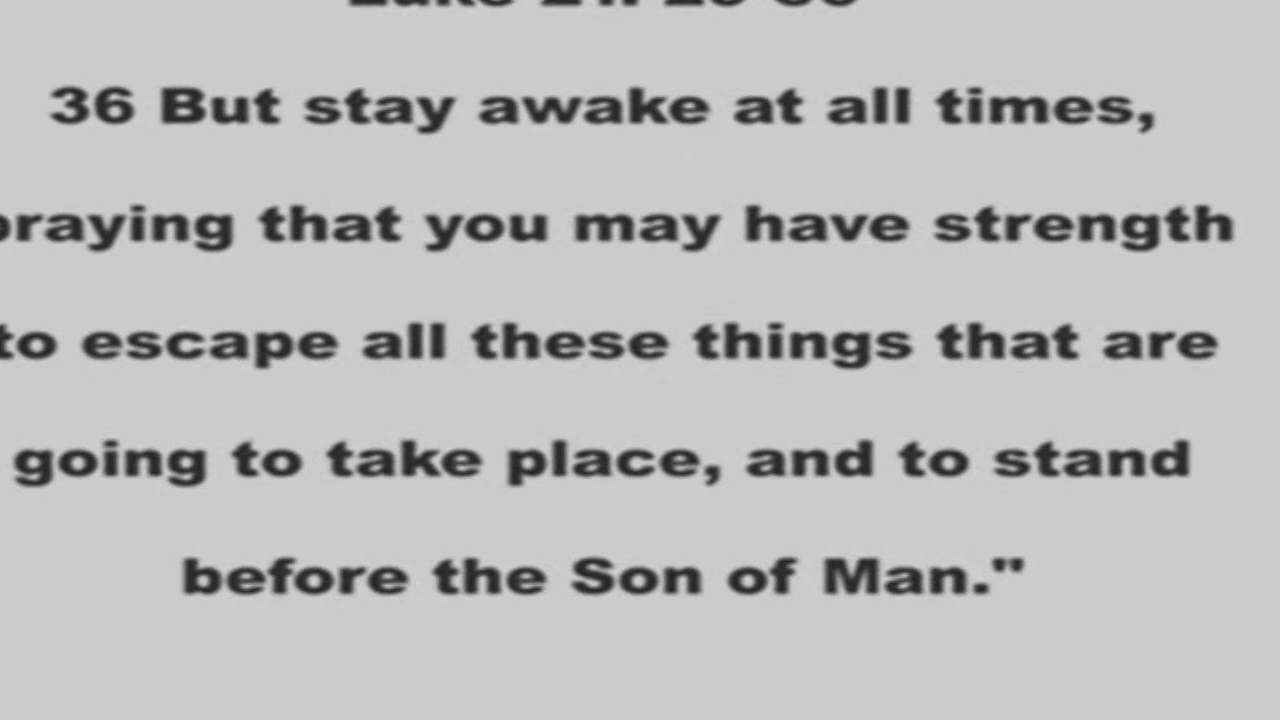 36 But stay awake at all times,
praying that you may have strength
to escape all these things that are
going to take place, and to stand
before the Son of Man."